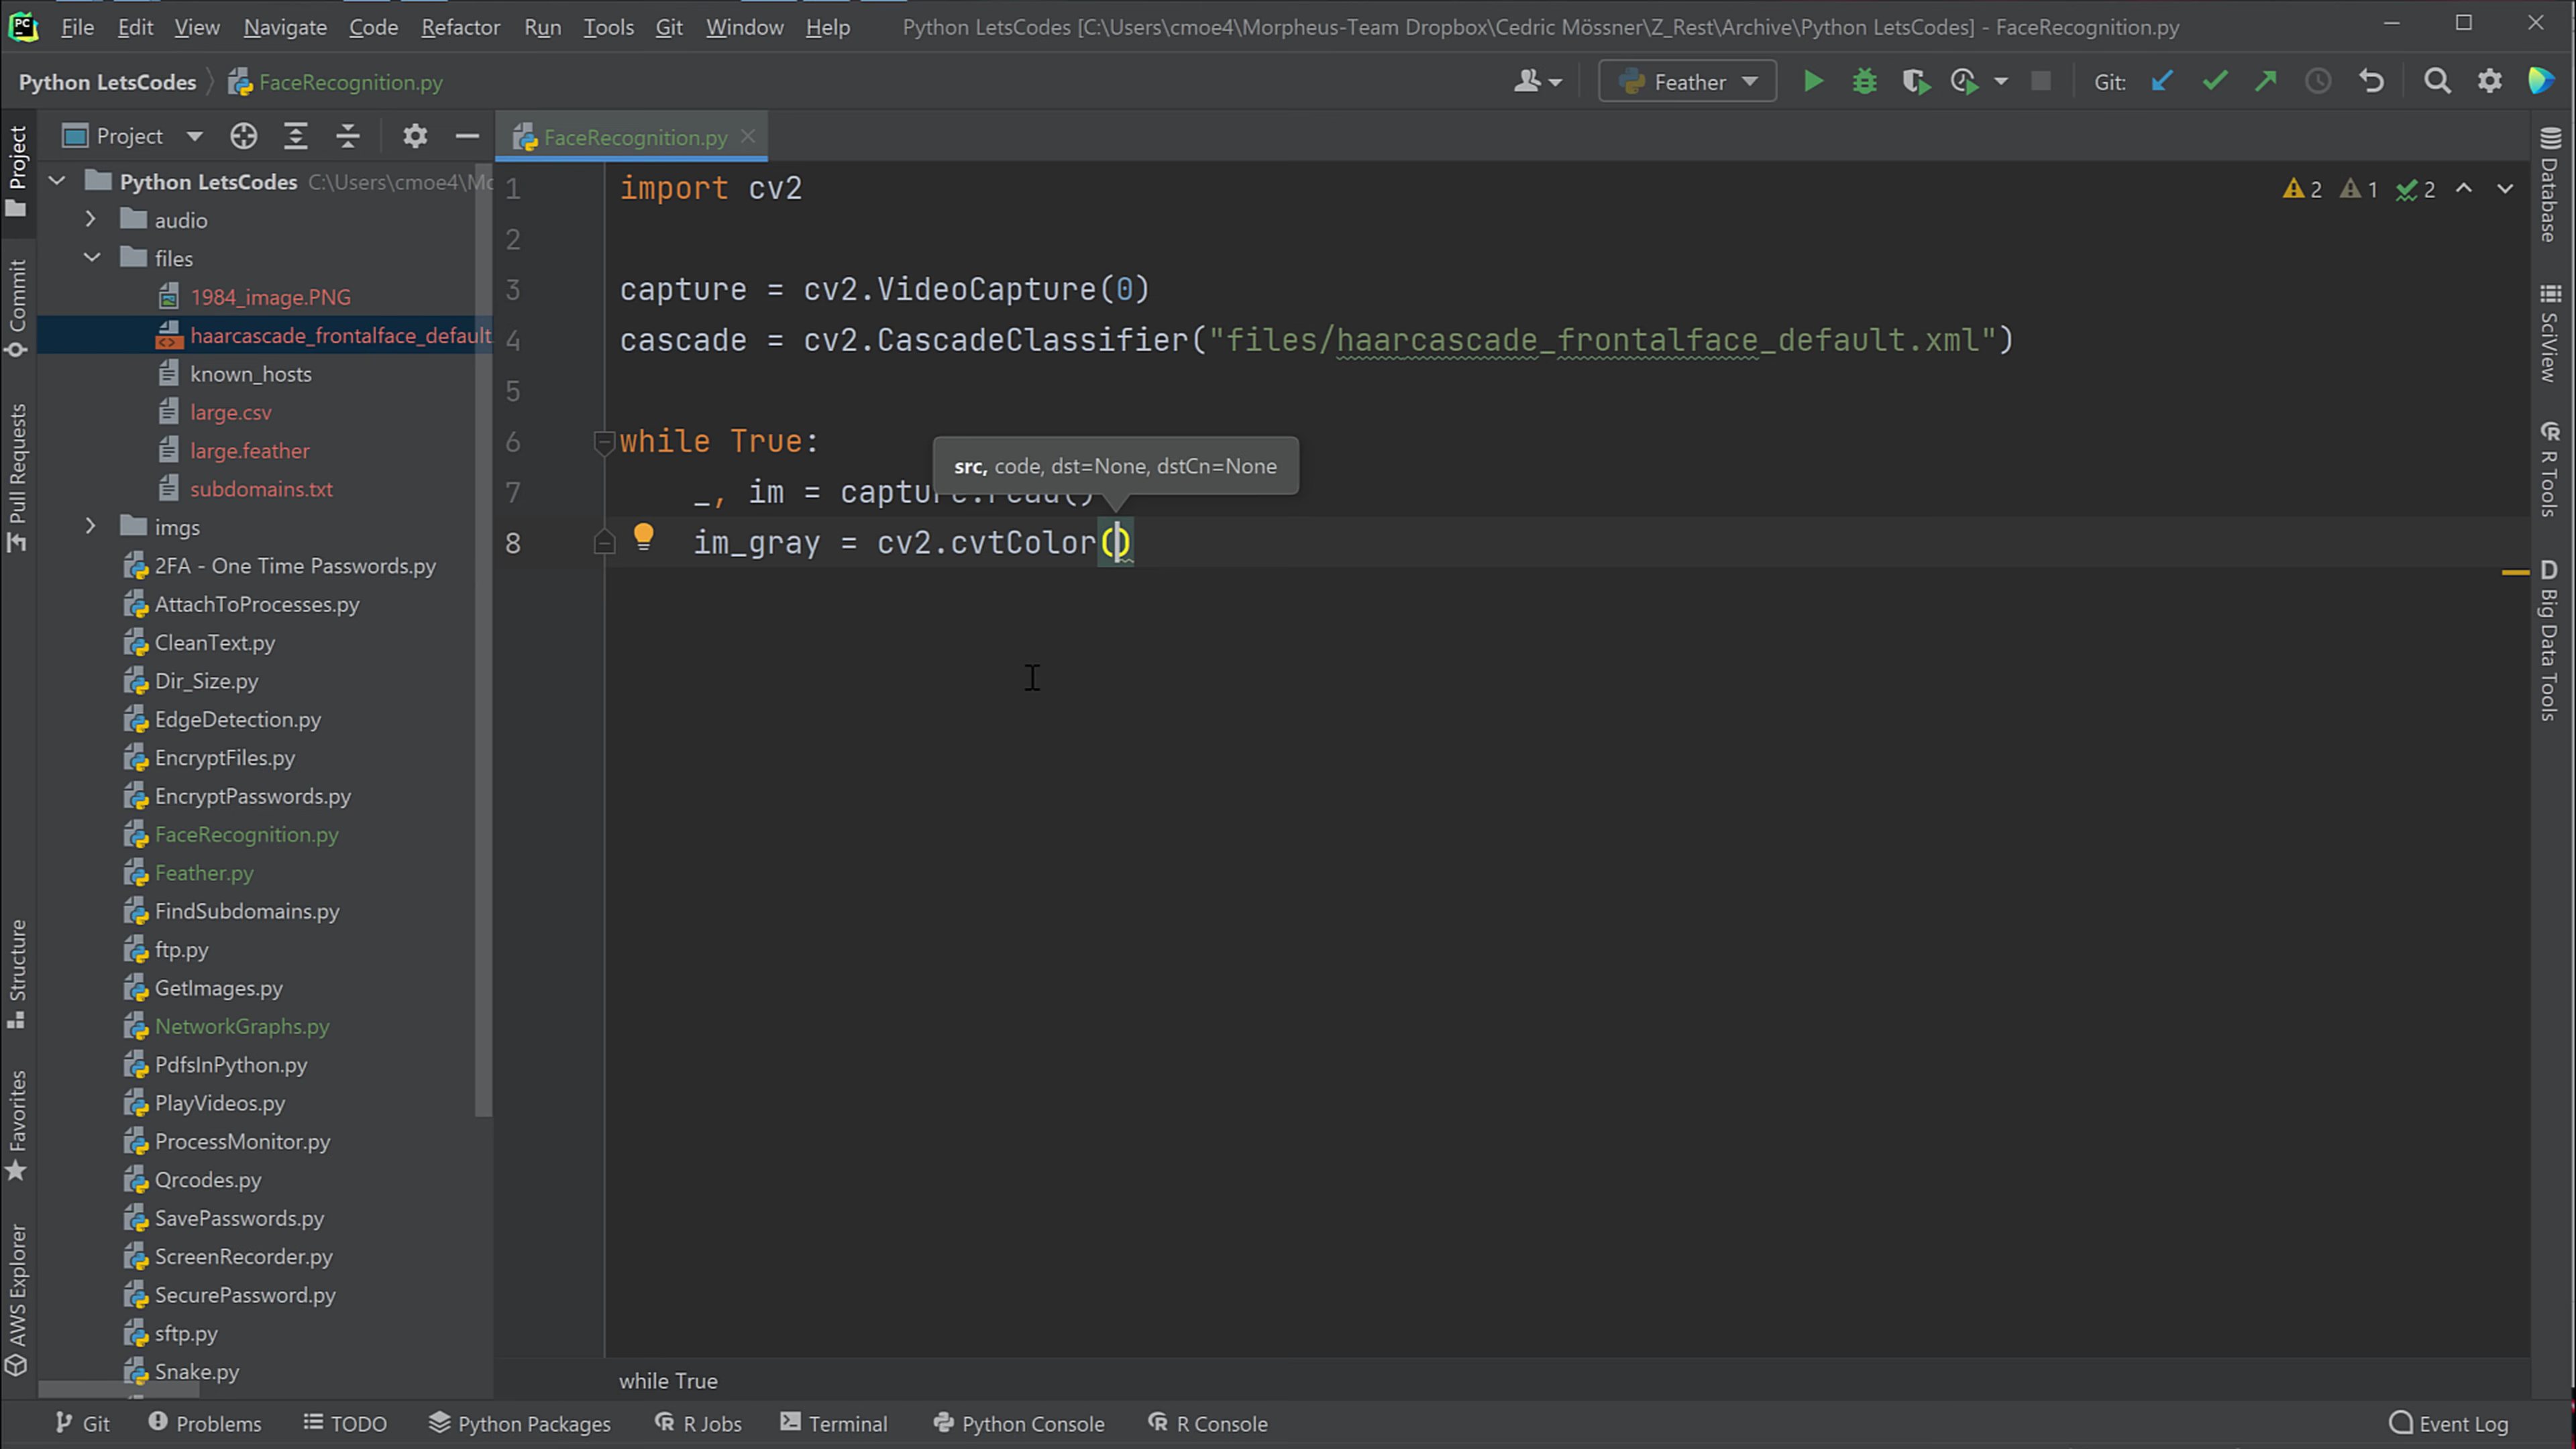 File Edit View Navigate Code Refactor Run Tools Git Window Help Python LetsCodes [C:\Users\cmoe4\Morpheus-Team Dropbox\Cedric Mössner\Z_Rest\Archive\Python LetsCodes] - FaceRecognition.py
Python LetsCodes FaceRecognition.py Feather Git:
Project FaceRecognition.py
Python LetsCodes C:\Users\cmoe4\Mo
audio
files
1984_image.PNG
haarcascade_frontalface_default
known_hosts
large.csv
large.feather
subdomains.txt
imgs
2FA - One Time Passwords.py
AttachToProcesses.py
CleanText.py
Dir_Size.py
EdgeDetection.py
EncryptFiles.py
EncryptPasswords.py
FaceRecognition.py
Feather.py
FindSubdomains.py
ftp.py
GetImages.py
NetworkGraphs.py
PdfsInPython.py
PlayVideos.py
ProcessMonitor.py
Qrcodes.py
SavePasswords.py
ScreenRecorder.py
SecurePassword.py
sftp.py
Snake.py
1 import cv2
2
3 capture = cv2.VideoCapture(0)
4 cascade = cv2.CascadeClassifier("files/haarcascade_frontalface_default.xml")
5
6 while True:
src, code, dst=None, dstCn=None
7 _, im = capture.read()
8 im_gray = cv2.cvtColor()
2 1 2
while True
Project
Commit
Pull Requests
Structure
Favorites
AWS Explorer
Database
SciView
R Tools
D Big Data Tools
Git Problems TODO Python Packages R Jobs Terminal Python Console R Console Event Log